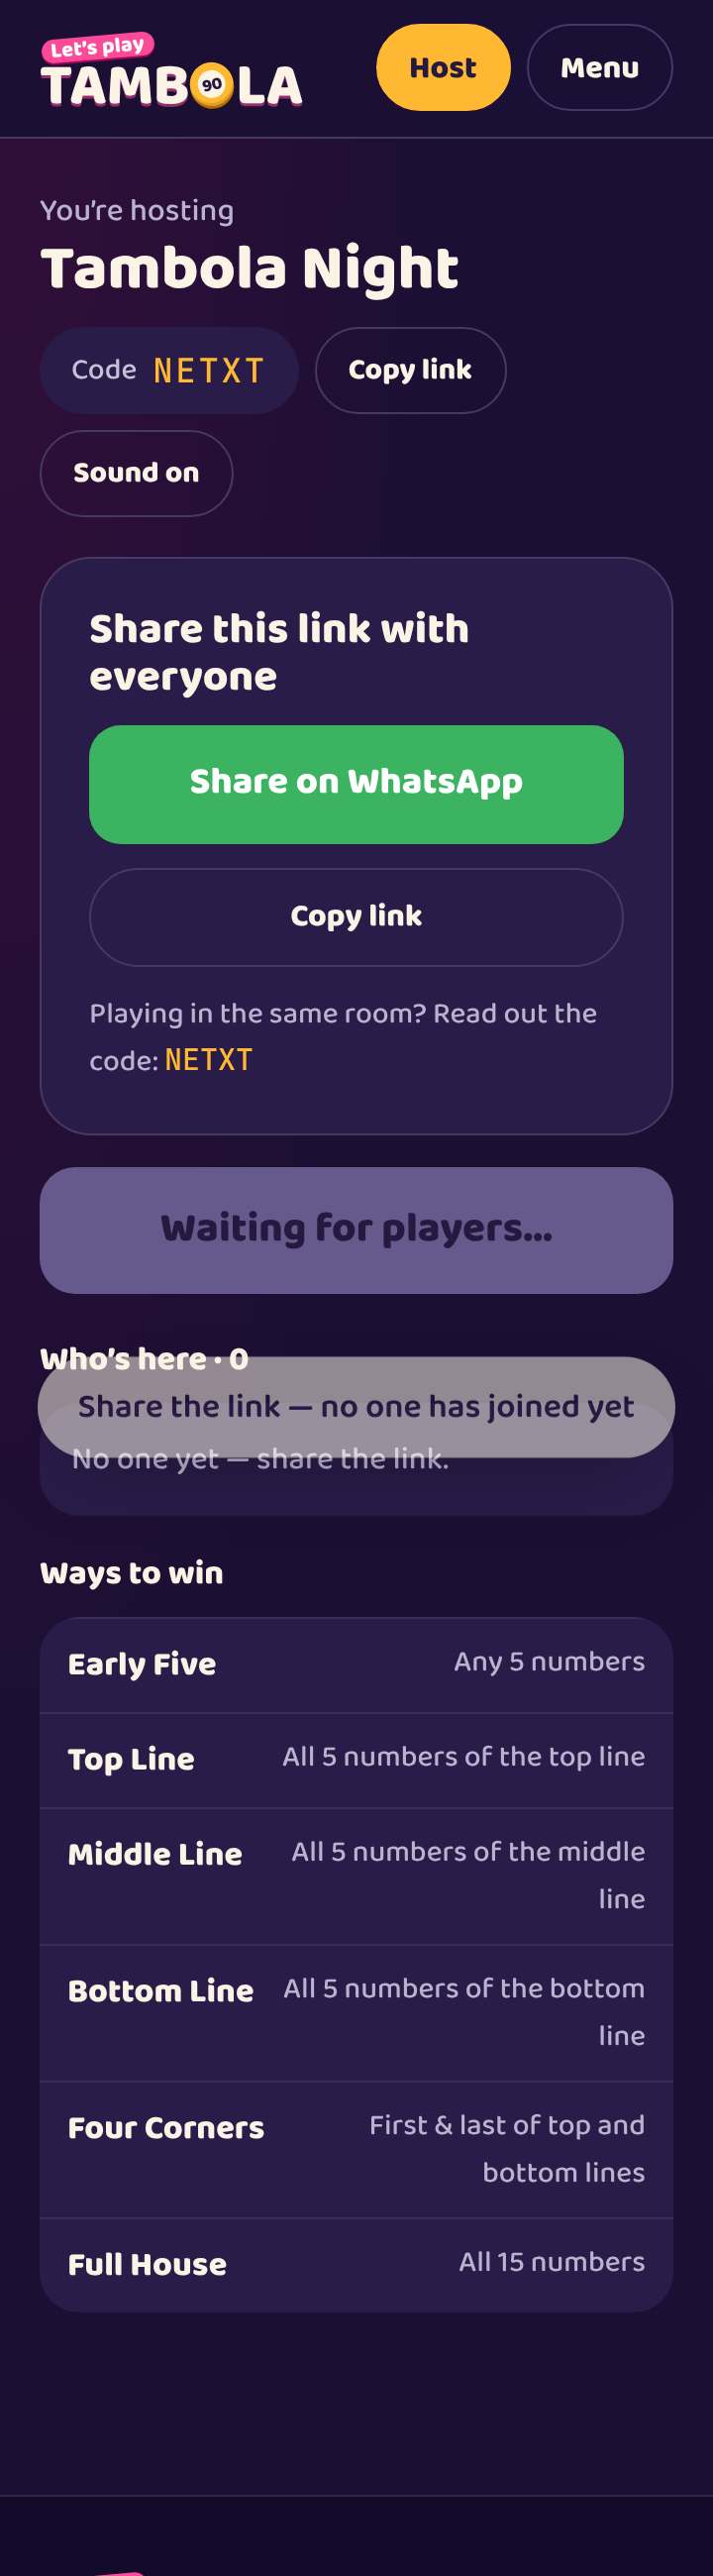 Let's play
TAMB90LA
Host
Menu
You're hosting
Tambola Night
Code NETXT
Copy link
Sound on
Share this link with
everyone
Share on WhatsApp
Copy link
Playing in the same room? Read out the
code: NETXT
Waiting for players...
Who's here · 0
Share the link — no one has joined yet
No one yet — share the link.
Ways to win
Early Five
Any 5 numbers
Top Line
All 5 numbers of the top line
Middle Line
All 5 numbers of the middle
line
Bottom Line
All 5 numbers of the bottom
line
Four Corners
First & last of top and
bottom lines
Full House
All 15 numbers